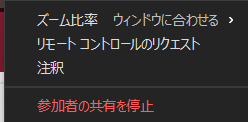 ズーム比率 ウィンドウに合わせる >
リモート コントロールのリクエスト
注釈
参加者の共有を停止